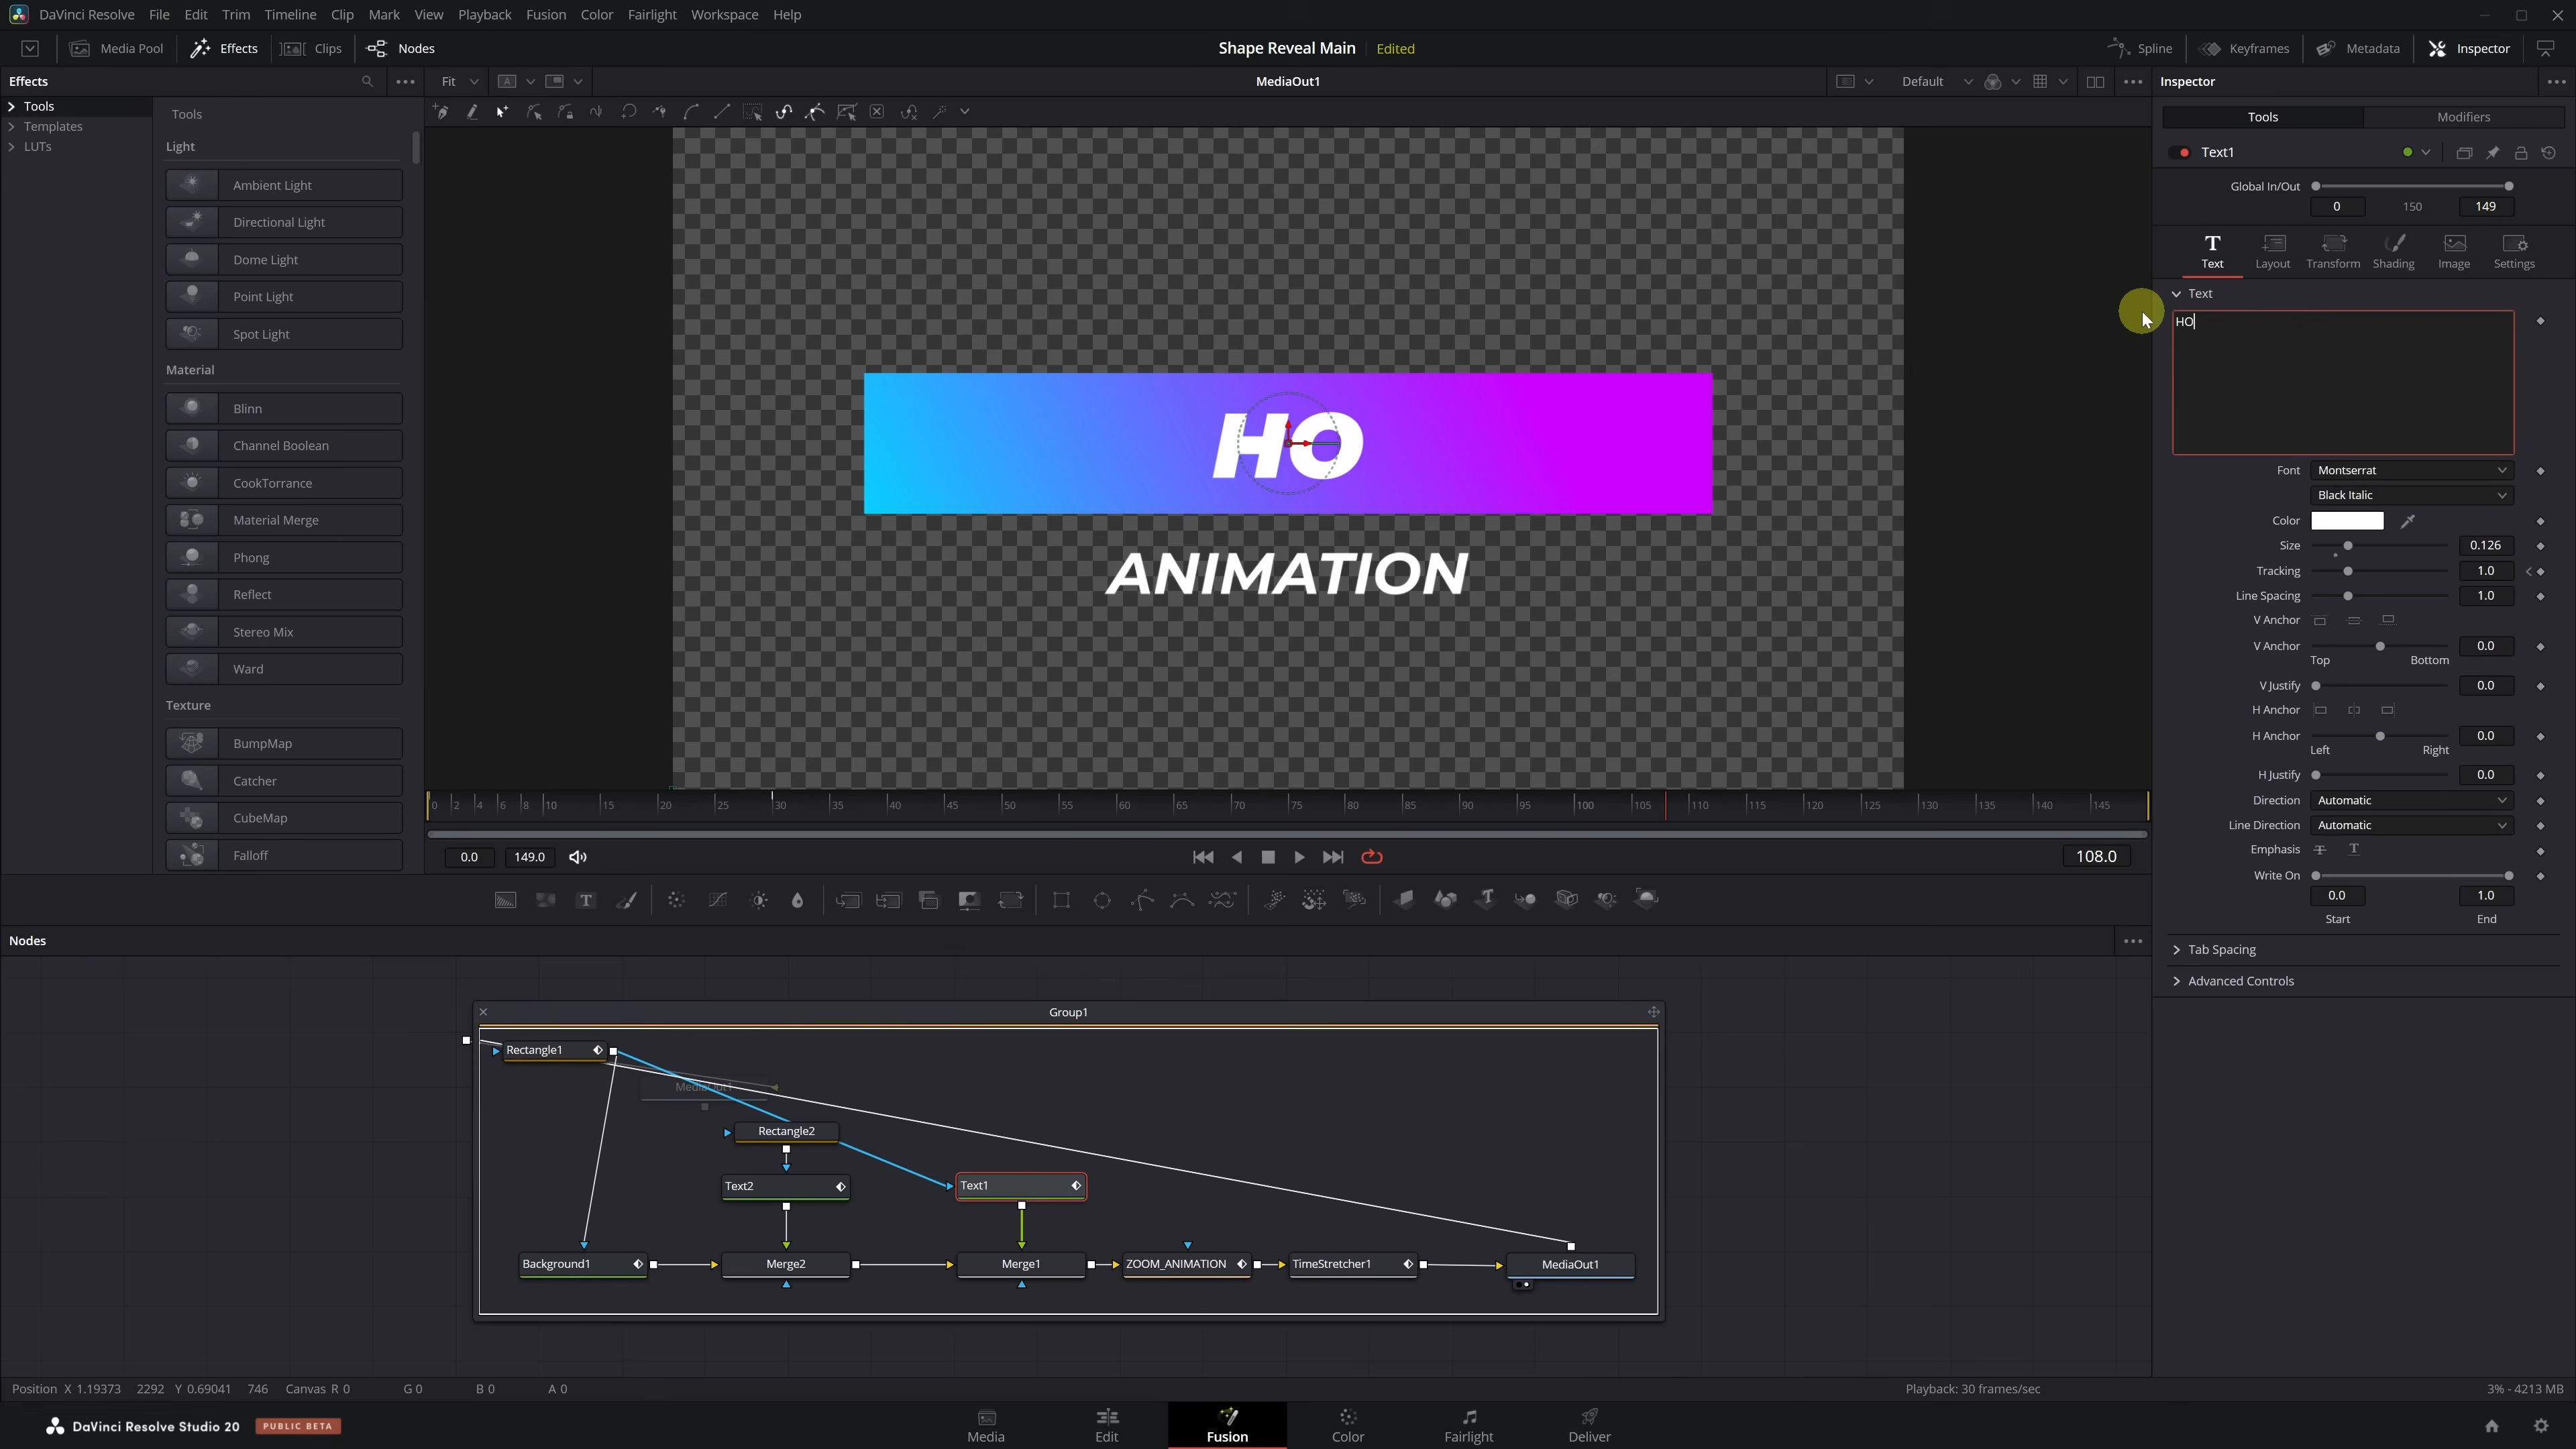 DaVinci Resolve File Edit Trim Timeline Clip Mark View Playback Fusion Color Fairlight Workspace Help
Media Pool Effects Clips Nodes Shape Reveal Main Edited Spline Keyframes Metadata Inspector
Effects Fit A MediaOut1 Default Inspector
Tools
Templates
LUTs
Tools
Light
Ambient Light
Directional Light
Dome Light
Point Light
Spot Light
Material
Blinn
Channel Boolean
CookTorrance
Material Merge
Phong
Reflect
Stereo Mix
Ward
Texture
BumpMap
Catcher
CubeMap
Falloff
HO
ANIMATION
0 2 4 6 8 10 15 20 25 30 35 40 45 50 55 60 65 70 75 80 85 90 95 100 105 110 115 120 125 130 135 140 145
0.0 149.0 108.0
Tools Modifiers
Text1
Global In/Out
0 150 149
Text Layout Transform Shading Image Settings
Text
HO
Font Montserrat
Black Italic
Color
Size 0.126
Tracking 1.0
Line Spacing 1.0
V Anchor
V Anchor 0.0
Top Bottom
V Justify 0.0
H Anchor
H Anchor 0.0
Left Right
H Justify 0.0
Direction Automatic
Line Direction Automatic
Emphasis
Write On
0.0 1.0
Start End
Tab Spacing
Advanced Controls
Nodes
Group1
Rectangle1
MediaOut1
Rectangle2
Text2 Text1
Background1 Merge2 Merge1 ZOOM_ANIMATION TimeStretcher1 MediaOut1
Position X 1.19373 2292 Y 0.69041 746 Canvas R 0 G 0 B 0 A 0 Playback: 30 frames/sec 3% - 4213 MB
DaVinci Resolve Studio 20 PUBLIC BETA
Media Edit Fusion Color Fairlight Deliver